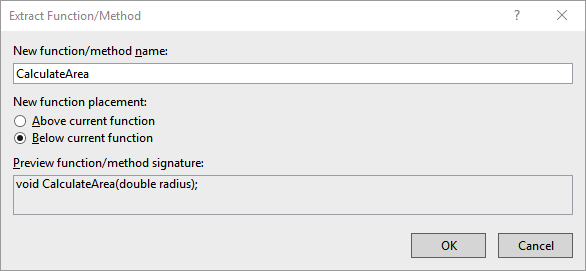 Extract Function/Method
New function/method name:
CalculateArea
New function placement:
Above current function
Below current function
Preview function/method signature:
void CalculateArea(double radius);
OK Cancel